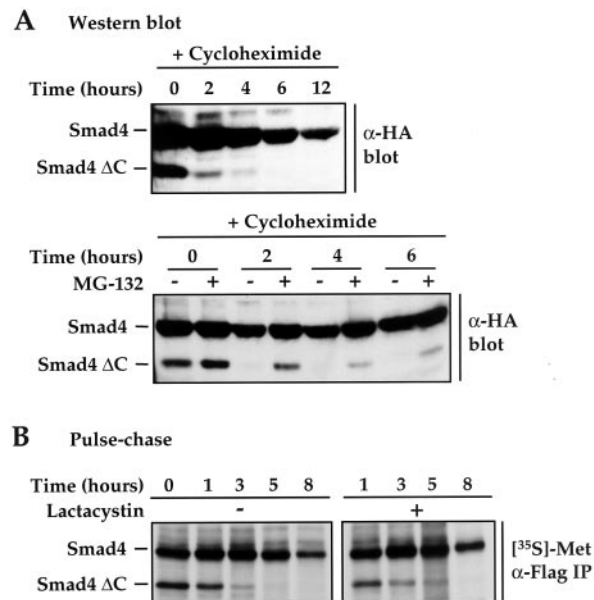 A Western blot
+ Cycloheximide
Time (hours) 0 2 4 6 12
Smad4
Smad4 ΔC
α-HA
blot
+ Cycloheximide
Time (hours) 0 2 4 6
MG-132 - + - + - + - +
Smad4
Smad4 ΔC
α-HA
blot
B Pulse-chase
Time (hours) 0 1 3 5 8 1 3 5 8
Lactacystin - +
Smad4
Smad4 ΔC
[³⁵S]-Met
α-Flag IP